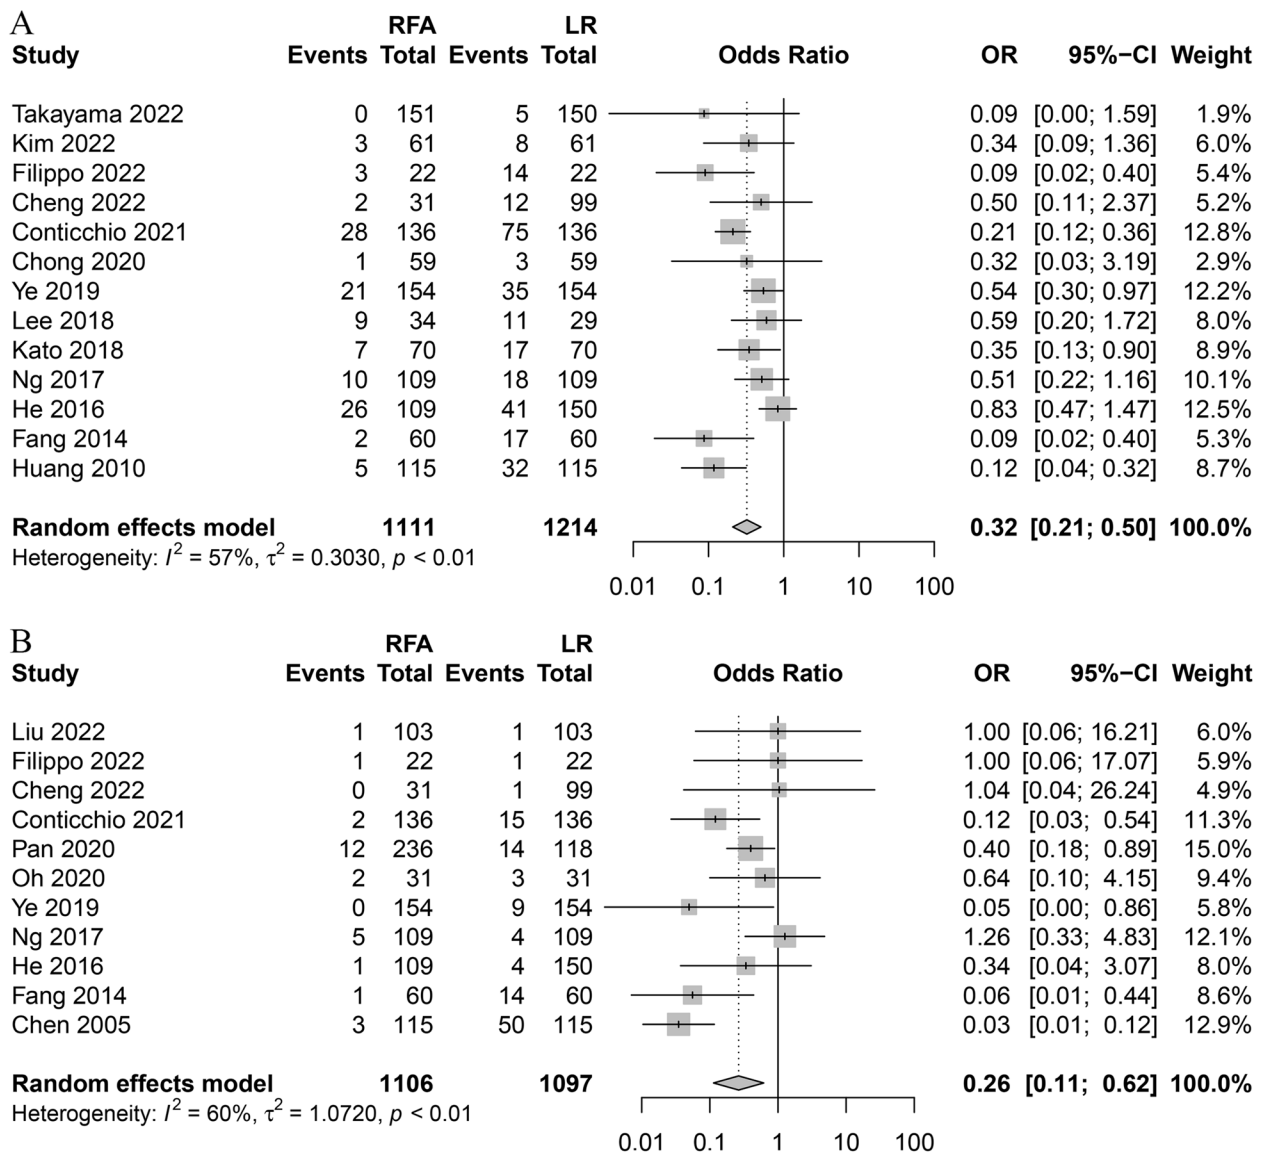 A
RFA LR
Study Events Total Events Total Odds Ratio OR 95%−CI Weight
Takayama 2022 0 151 5 150 0.09 [0.00; 1.59] 1.9%
Kim 2022 3 61 8 61 0.34 [0.09; 1.36] 6.0%
Filippo 2022 3 22 14 22 0.09 [0.02; 0.40] 5.4%
Cheng 2022 2 31 12 99 0.50 [0.11; 2.37] 5.2%
Conticchio 2021 28 136 75 136 0.21 [0.12; 0.36] 12.8%
Chong 2020 1 59 3 59 0.32 [0.03; 3.19] 2.9%
Ye 2019 21 154 35 154 0.54 [0.30; 0.97] 12.2%
Lee 2018 9 34 11 29 0.59 [0.20; 1.72] 8.0%
Kato 2018 7 70 17 70 0.35 [0.13; 0.90] 8.9%
Ng 2017 10 109 18 109 0.51 [0.22; 1.16] 10.1%
He 2016 26 109 41 150 0.83 [0.47; 1.47] 12.5%
Fang 2014 2 60 17 60 0.09 [0.02; 0.40] 5.3%
Huang 2010 5 115 32 115 0.12 [0.04; 0.32] 8.7%
Random effects model 1111 1214 0.32 [0.21; 0.50] 100.0%
Heterogeneity: I² = 57%, τ² = 0.3030, p < 0.01
0.01 0.1 1 10 100
B
RFA LR
Study Events Total Events Total Odds Ratio OR 95%−CI Weight
Liu 2022 1 103 1 103 1.00 [0.06; 16.21] 6.0%
Filippo 2022 1 22 1 22 1.00 [0.06; 17.07] 5.9%
Cheng 2022 0 31 1 99 1.04 [0.04; 26.24] 4.9%
Conticchio 2021 2 136 15 136 0.12 [0.03; 0.54] 11.3%
Pan 2020 12 236 14 118 0.40 [0.18; 0.89] 15.0%
Oh 2020 2 31 3 31 0.64 [0.10; 4.15] 9.4%
Ye 2019 0 154 9 154 0.05 [0.00; 0.86] 5.8%
Ng 2017 5 109 4 109 1.26 [0.33; 4.83] 12.1%
He 2016 1 109 4 150 0.34 [0.04; 3.07] 8.0%
Fang 2014 1 60 14 60 0.06 [0.01; 0.44] 8.6%
Chen 2005 3 115 50 115 0.03 [0.01; 0.12] 12.9%
Random effects model 1106 1097 0.26 [0.11; 0.62] 100.0%
Heterogeneity: I² = 60%, τ² = 1.0720, p < 0.01
0.01 0.1 1 10 100